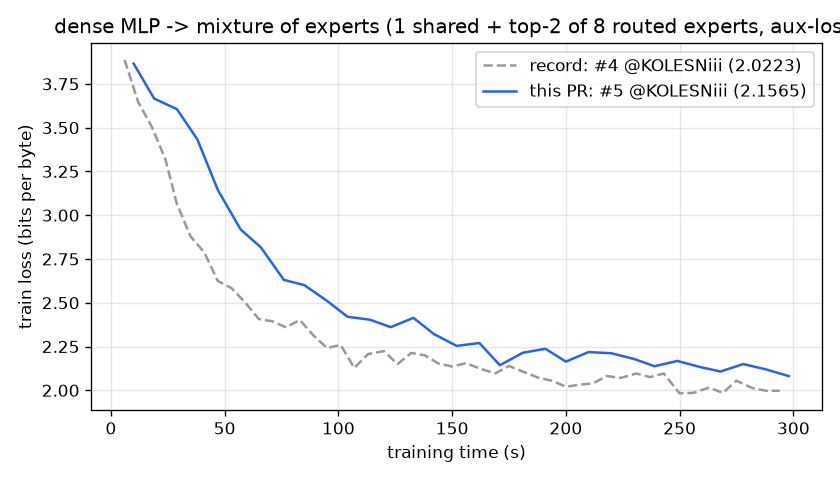 dense MLP -> mixture of experts (1 shared + top-2 of 8 routed experts, aux-los
record: #4 @KOLESNiii (2.0223)
this PR: #5 @KOLESNiii (2.1565)
train loss (bits per byte)
3.75
3.50
3.25
3.00
2.75
2.50
2.25
2.00
0 50 100 150 200 250 300
training time (s)